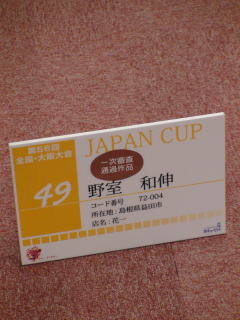 第56回
全国・大阪大会
JAPAN CUP
一次審査
通過作品
49
野室 和伸
コード番号 72-004
所在地：島根県益田市
店名：花一